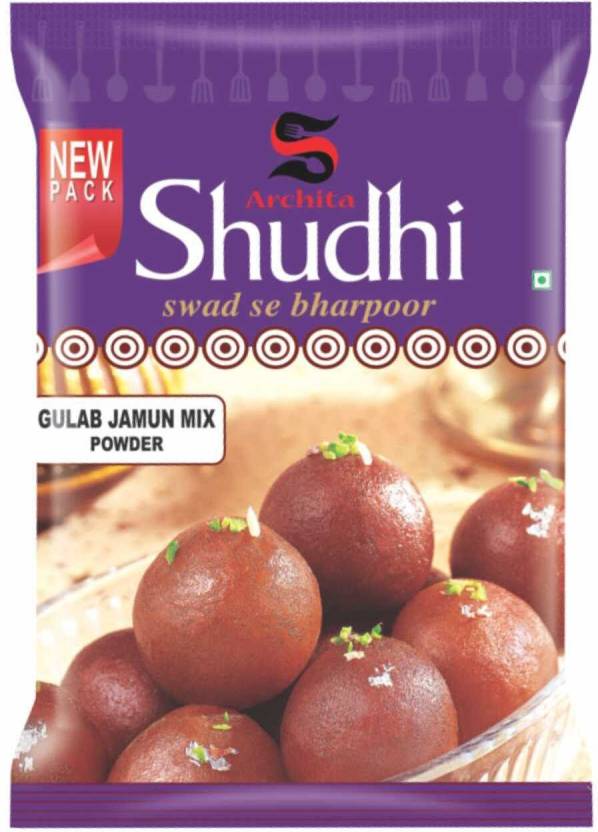 NEW
PACK
Archita
Shudhi
swad se bharpoor
GULAB JAMUN MIX
POWDER